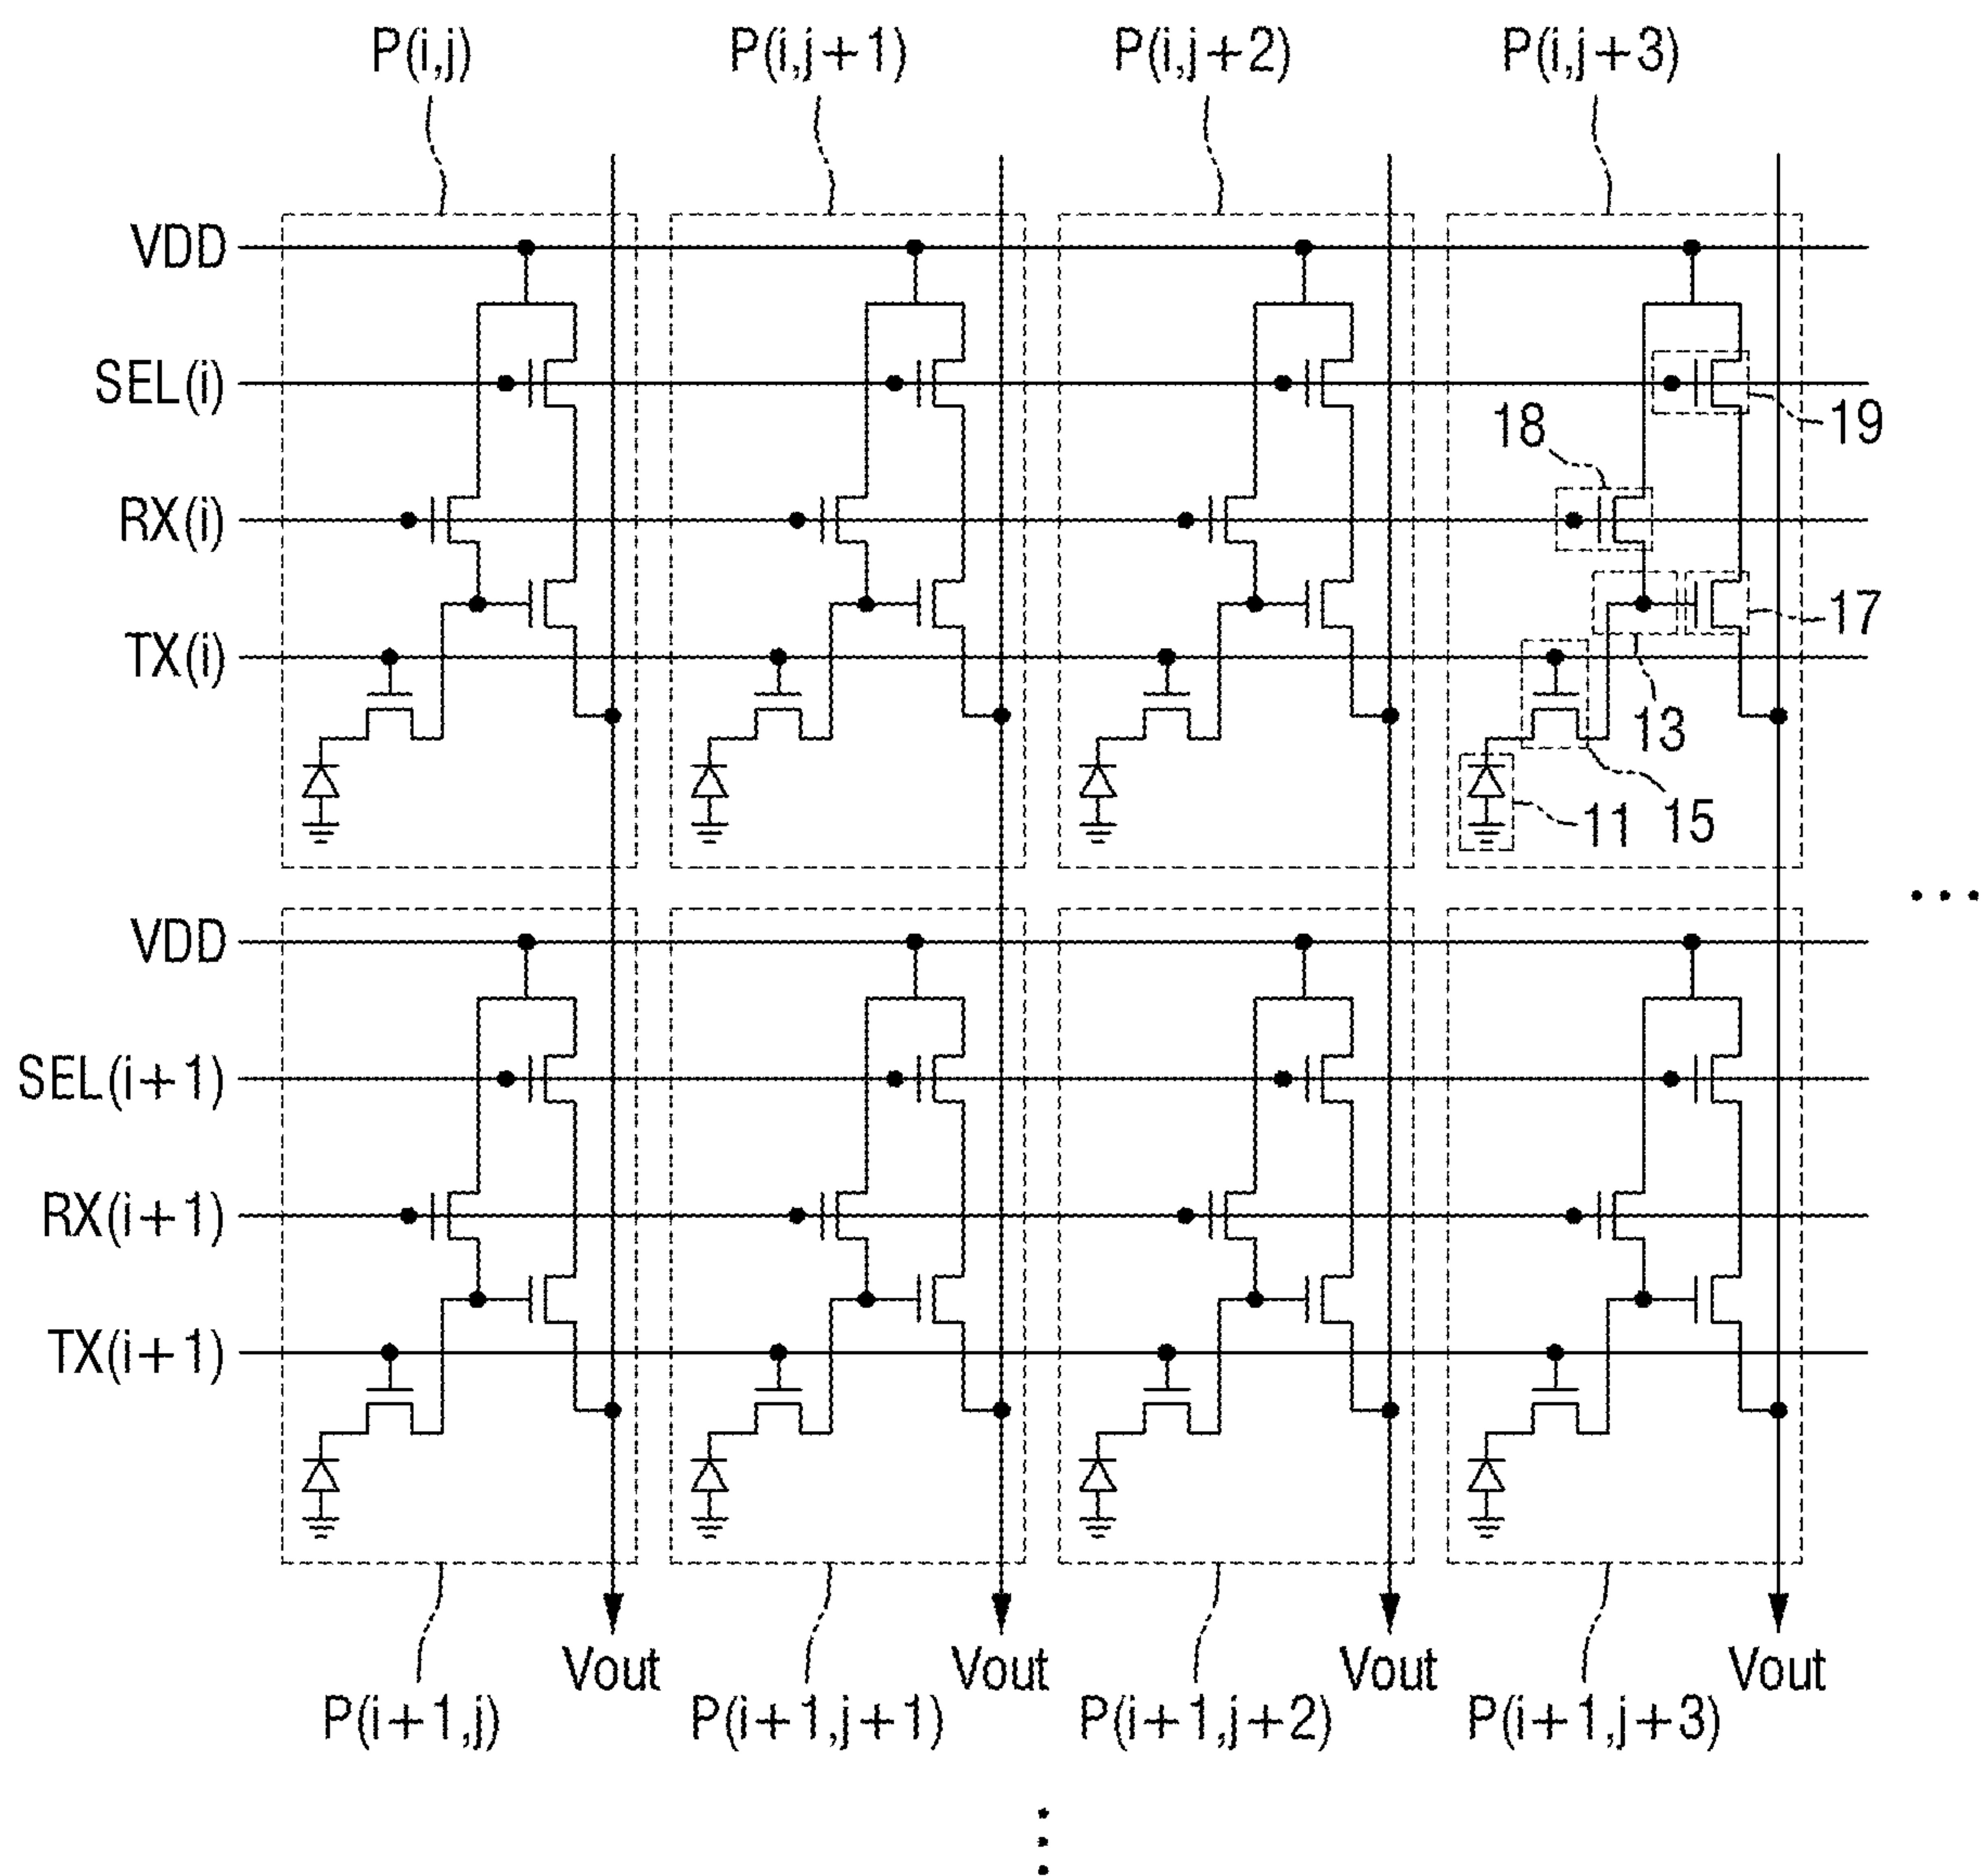 P(i,j) P(i,j+1) P(i,j+2) P(i,j+3)
VDD
SEL(i)
19
18
RX(i)
17
TX(i)
13
15
11
...
VDD
SEL(i+1)
RX(i+1)
TX(i+1)
Vout Vout Vout Vout
P(i+1,j) P(i+1,j+1) P(i+1,j+2) P(i+1,j+3)